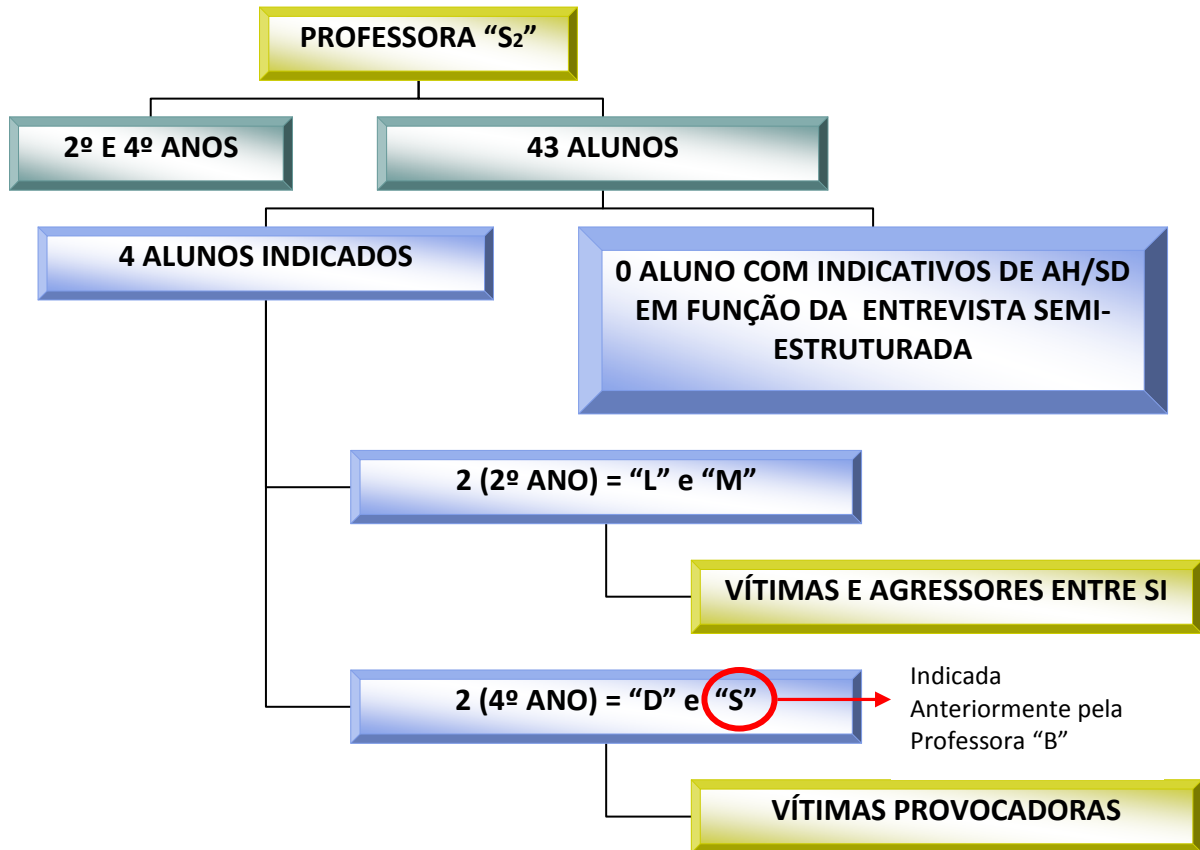 PROFESSORA “S2”
2º E 4º ANOS
43 ALUNOS
4 ALUNOS INDICADOS
0 ALUNO COM INDICATIVOS DE AH/SD
EM FUNÇÃO DA ENTREVISTA SEMI-
ESTRUTURADA
2 (2º ANO) = “L” e “M”
VÍTIMAS E AGRESSORES ENTRE SI
2 (4º ANO) = “D” e “S”
Indicada
Anteriormente pela
Professora “B”
VÍTIMAS PROVOCADORAS